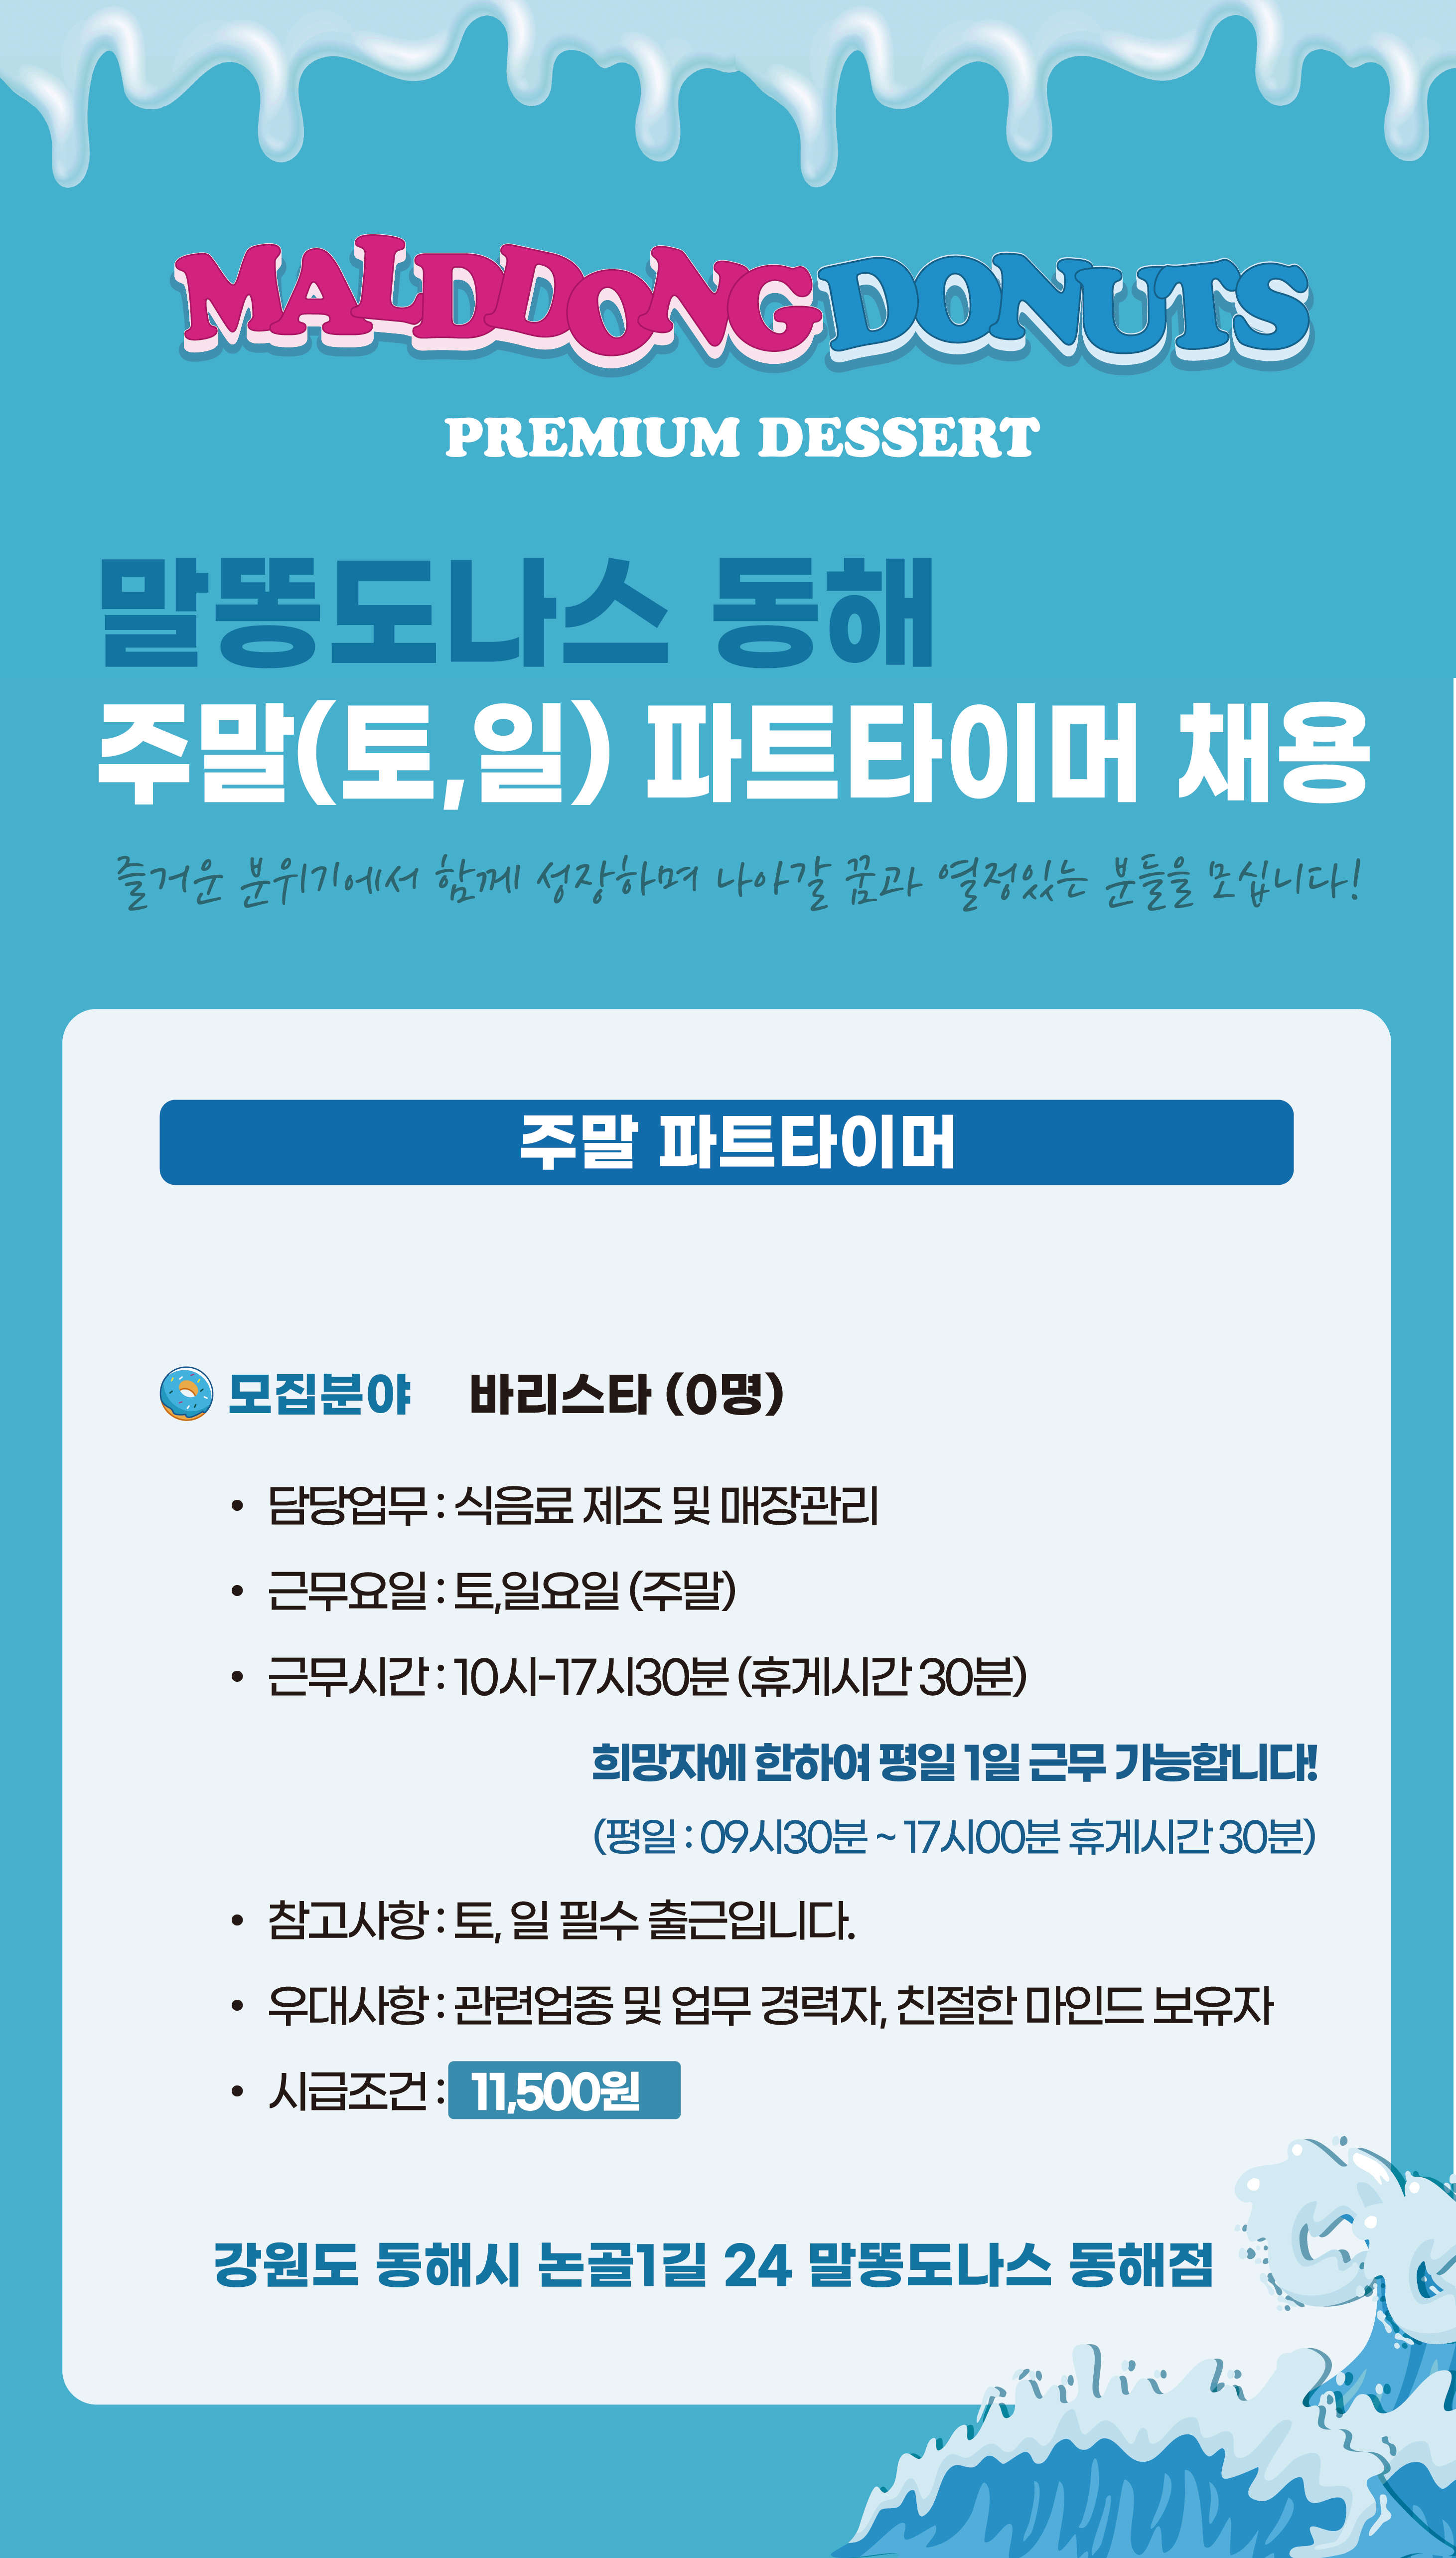 MALDDONG DONUTS
PREMIUM DESSERT
말똥도나스 동해
주말(토,일) 파트타이머 채용
즐거운 분위기에서 함께 성장하며 나아갈 꿈과 열정있는 분들을 모십니다!
주말 파트타이머
모집분야 바리스타 (0명)
• 담당업무 : 식음료 제조 및 매장관리
• 근무요일 : 토,일요일 (주말)
• 근무시간 : 10시-17시30분 (휴게시간 30분)
희망자에 한하여 평일 1일 근무 가능합니다!
(평일 : 09시30분 ~ 17시00분 휴게시간 30분)
• 참고사항 : 토, 일 필수 출근입니다.
• 우대사항 : 관련업종 및 업무 경력자, 친절한 마인드 보유자
• 시급조건 : 11,500원
강원도 동해시 논골1길 24 말똥도나스 동해점